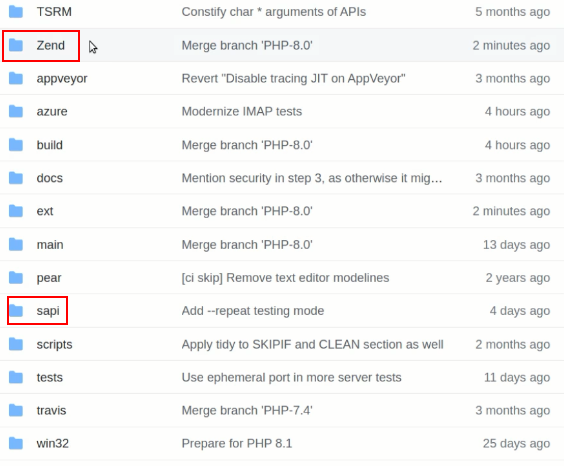 TSRM Constify char * arguments of APIs 5 months ago
Zend Merge branch 'PHP-8.0' 2 minutes ago
appveyor Revert "Disable tracing JIT on AppVeyor" 3 months ago
azure Modernize IMAP tests 4 hours ago
build Merge branch 'PHP-8.0' 4 hours ago
docs Mention security in step 3, as otherwise it mig… 3 months ago
ext Merge branch 'PHP-8.0' 2 minutes ago
main Merge branch 'PHP-8.0' 13 days ago
pear [ci skip] Remove text editor modelines 2 years ago
sapi Add --repeat testing mode 4 days ago
scripts Apply tidy to SKIPIF and CLEAN section as well 2 months ago
tests Use ephemeral port in more server tests 11 days ago
travis Merge branch 'PHP-7.4' 3 months ago
win32 Prepare for PHP 8.1 25 days ago